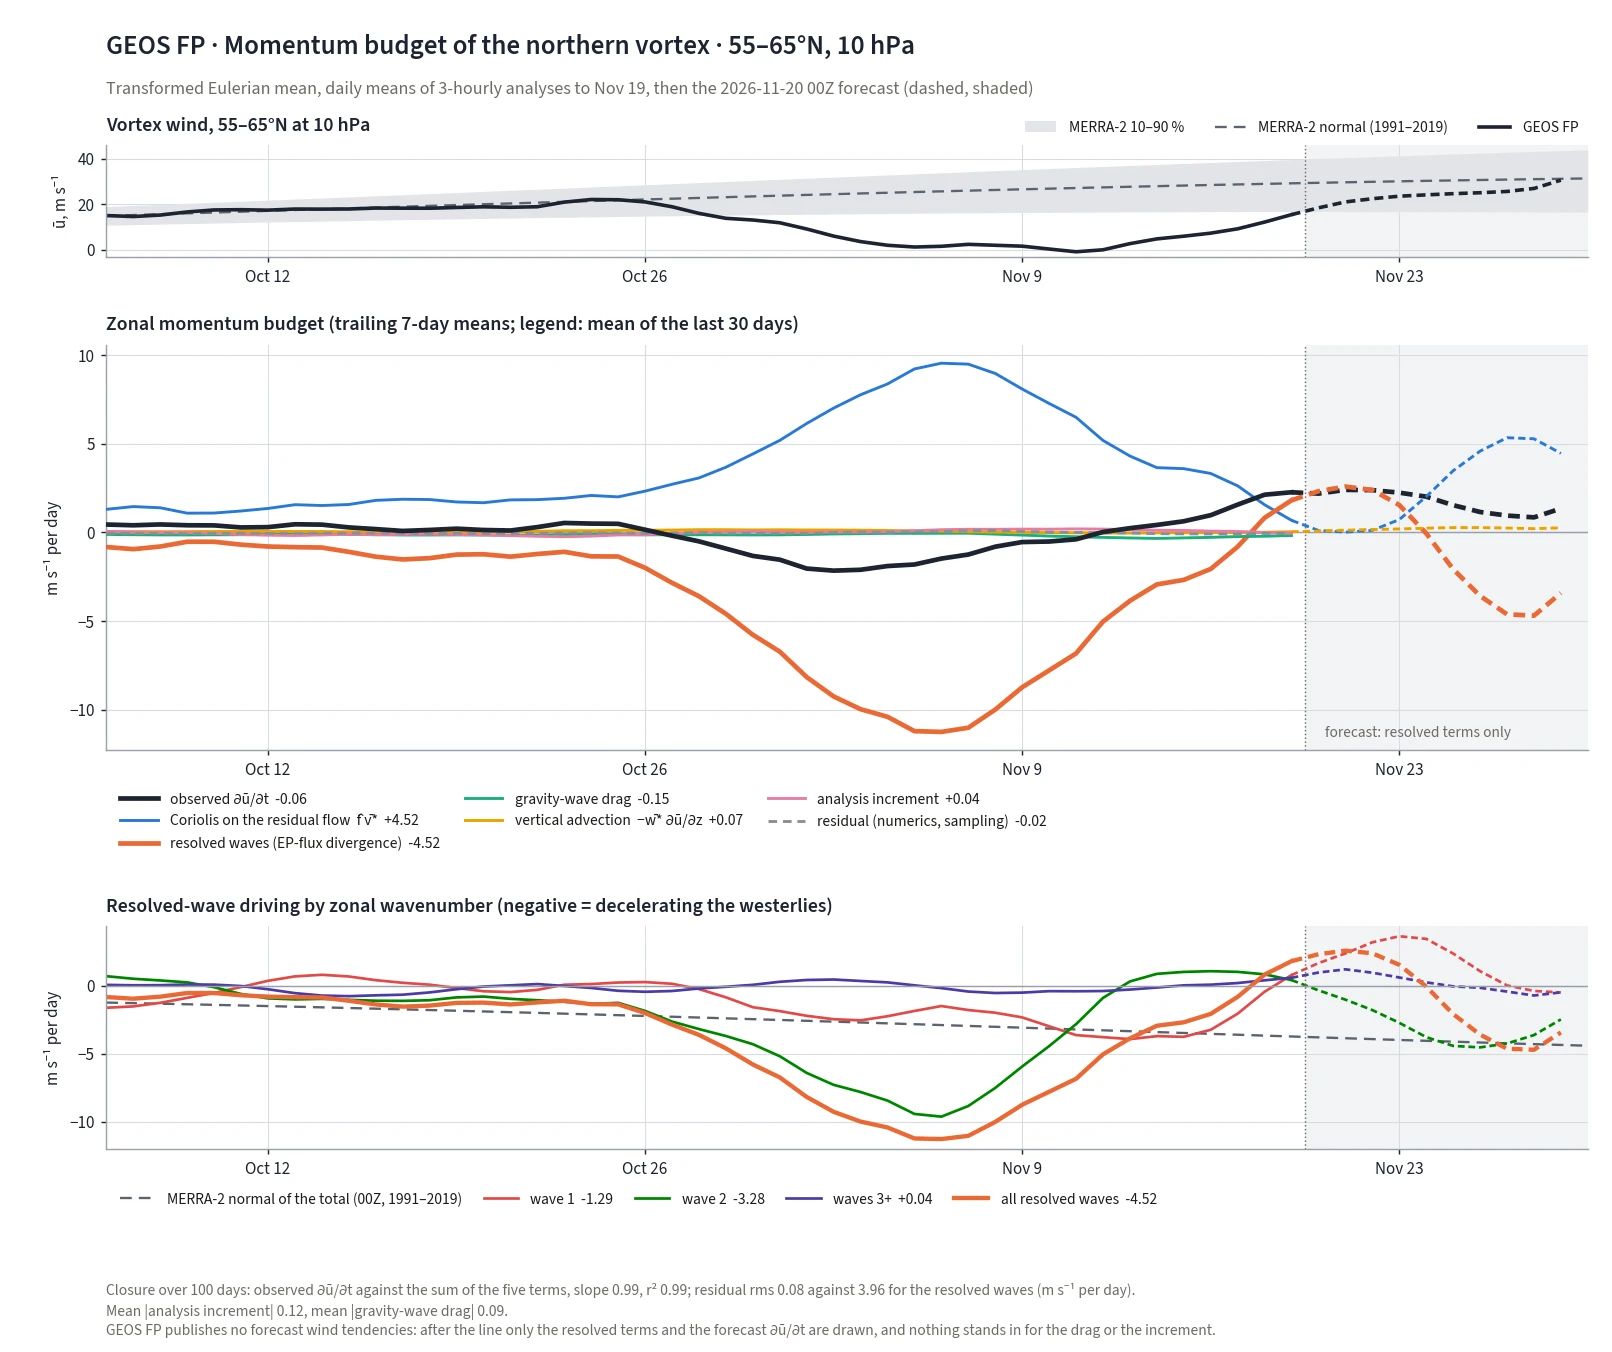 GEOS FP · Momentum budget of the northern vortex · 55–65°N, 10 hPa
Transformed Eulerian mean, daily means of 3-hourly analyses to Nov 19, then the 2026-11-20 00Z forecast (dashed, shaded)
Vortex wind, 55–65°N at 10 hPa
MERRA-2 10–90 %
MERRA-2 normal (1991–2019)
GEOS FP
ū, m s⁻¹
40
20
0
Oct 12
Oct 26
Nov 9
Nov 23
Zonal momentum budget (trailing 7-day means; legend: mean of the last 30 days)
m s⁻¹ per day
10
5
0
−5
−10
forecast: resolved terms only
Oct 12
Oct 26
Nov 9
Nov 23
observed ∂ū/∂t -0.06
gravity-wave drag -0.15
analysis increment +0.04
Coriolis on the residual flow f v̄* +4.52
vertical advection −w̄* ∂ū/∂z +0.07
residual (numerics, sampling) -0.02
resolved waves (EP-flux divergence) -4.52
Resolved-wave driving by zonal wavenumber (negative = decelerating the westerlies)
m s⁻¹ per day
0
−5
−10
Oct 12
Oct 26
Nov 9
Nov 23
MERRA-2 normal of the total (00Z, 1991–2019)
wave 1 -1.29
wave 2 -3.28
waves 3+ +0.04
all resolved waves -4.52
Closure over 100 days: observed ∂ū/∂t against the sum of the five terms, slope 0.99, r² 0.99; residual rms 0.08 against 3.96 for the resolved waves (m s⁻¹ per day).
Mean |analysis increment| 0.12, mean |gravity-wave drag| 0.09.
GEOS FP publishes no forecast wind tendencies: after the line only the resolved terms and the forecast ∂ū/∂t are drawn, and nothing stands in for the drag or the increment.